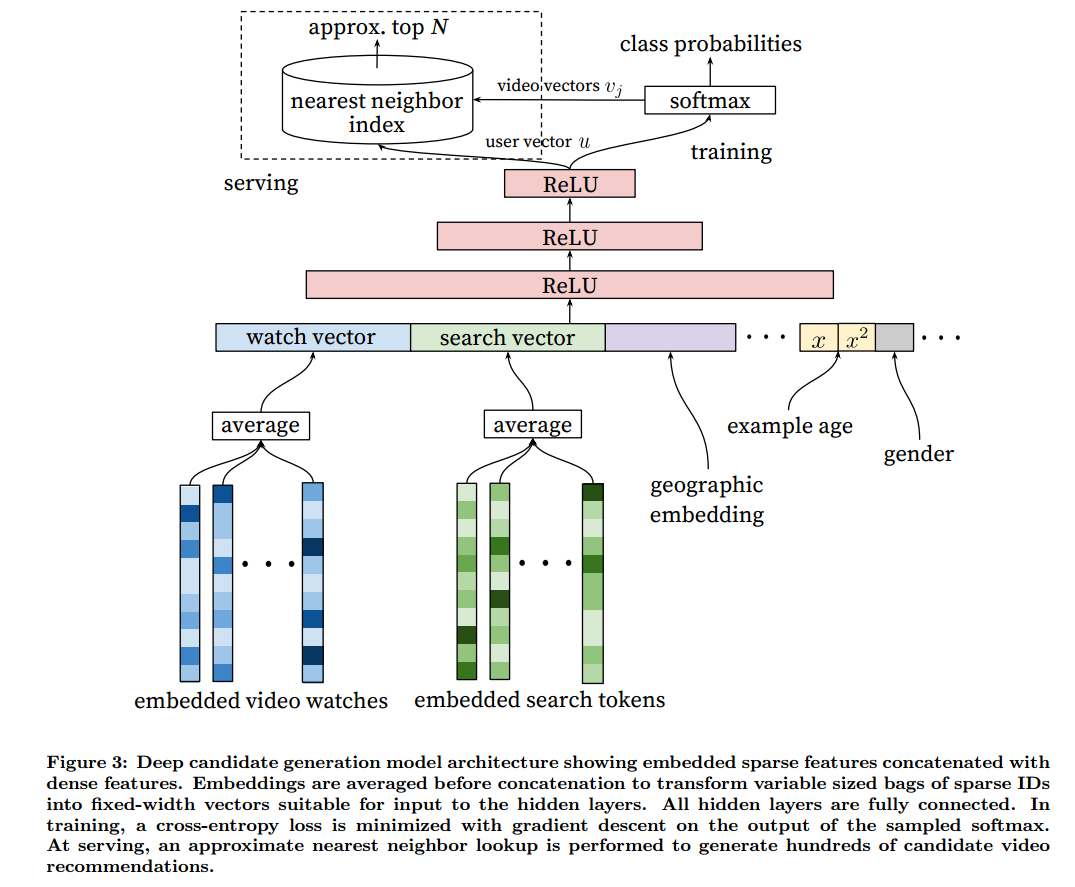 approx. top N
class probabilities
nearest neighbor
index
video vectors vj
softmax
user vector u
training
serving
ReLU
ReLU
ReLU
watch vector
search vector
x
x²
average
average
example age
gender
geographic
embedding
embedded video watches
embedded search tokens
Figure 3: Deep candidate generation model architecture showing embedded sparse features concatenated with
dense features. Embeddings are averaged before concatenation to transform variable sized bags of sparse IDs
into fixed-width vectors suitable for input to the hidden layers. All hidden layers are fully connected. In
training, a cross-entropy loss is minimized with gradient descent on the output of the sampled softmax.
At serving, an approximate nearest neighbor lookup is performed to generate hundreds of candidate video
recommendations.